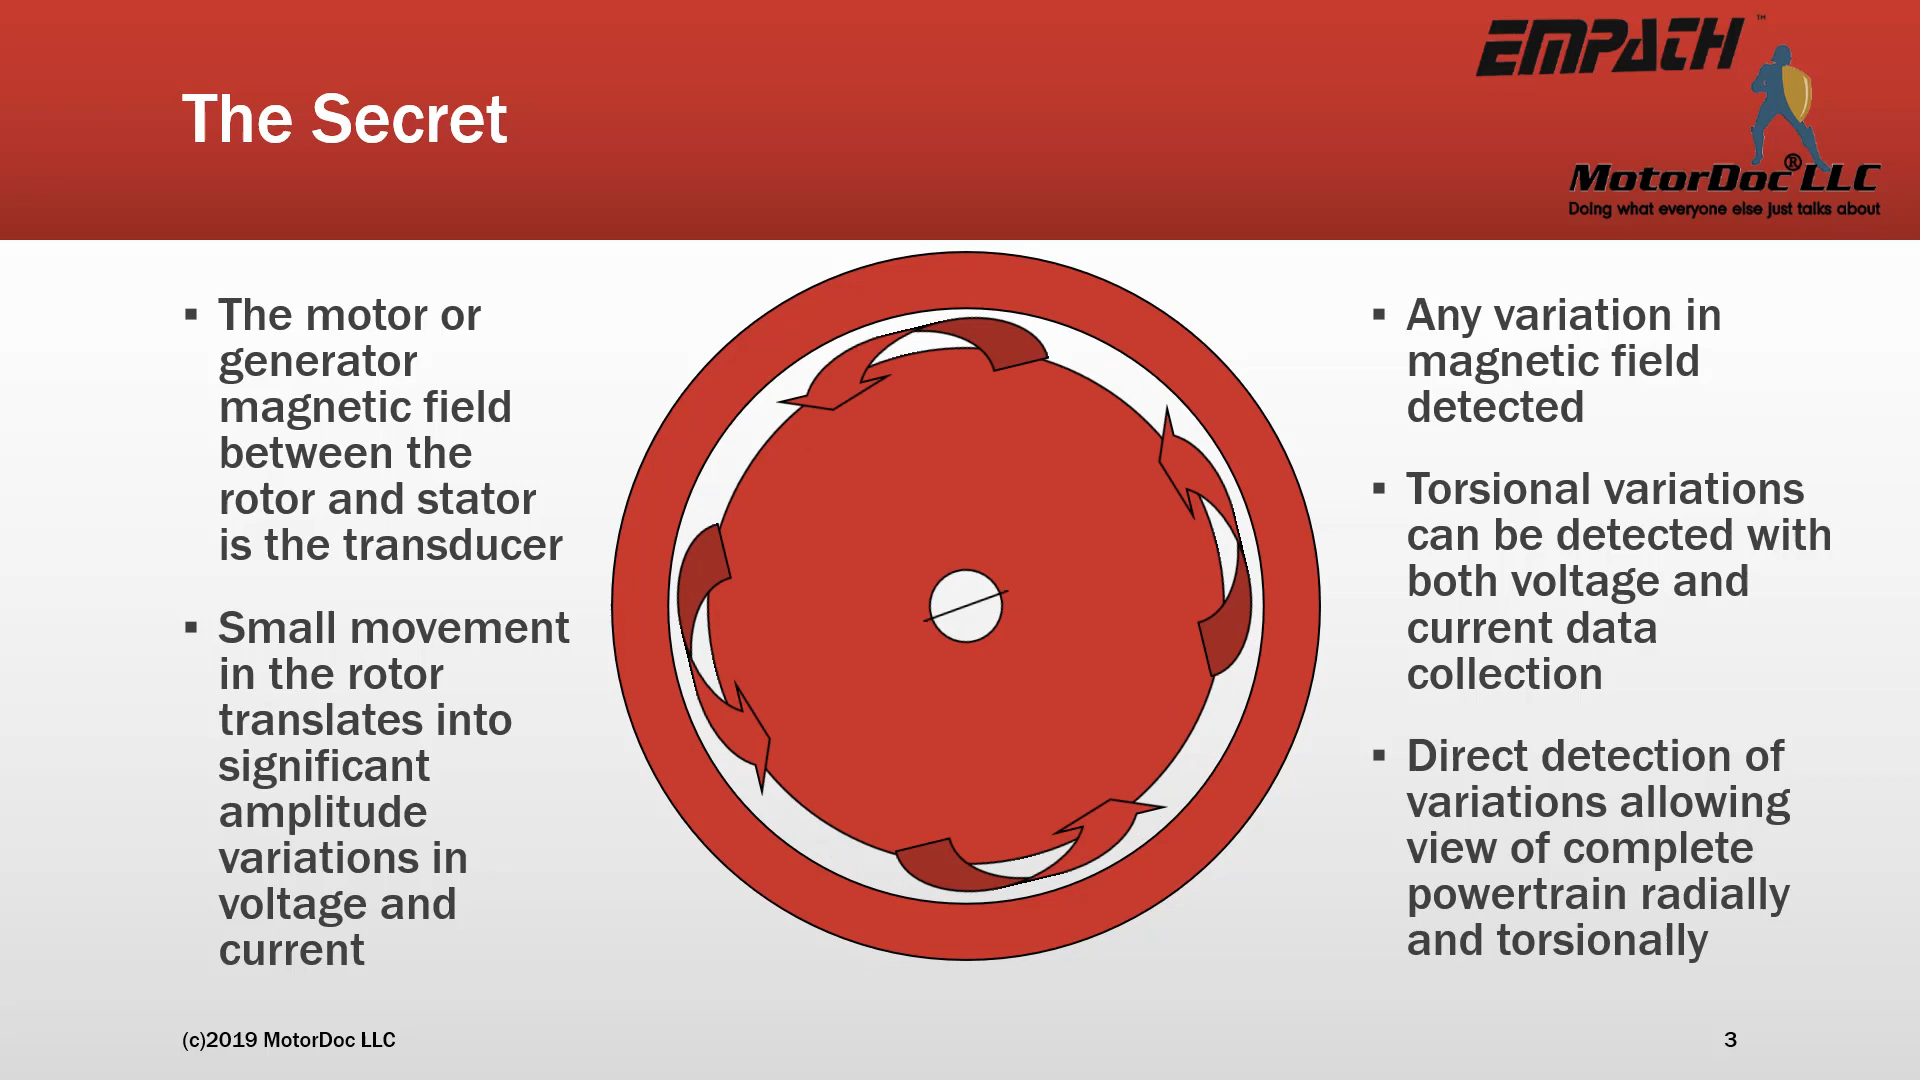 EMPATH™
The Secret
®
MotorDoc LLC
Doing what everyone else just talks about
▪ The motor or
generator
magnetic field
between the
rotor and stator
is the transducer
▪ Small movement
in the rotor
translates into
significant
amplitude
variations in
voltage and
current
▪ Any variation in
magnetic field
detected
▪ Torsional variations
can be detected with
both voltage and
current data
collection
▪ Direct detection of
variations allowing
view of complete
powertrain radially
and torsionally
(c)2019 MotorDoc LLC
3